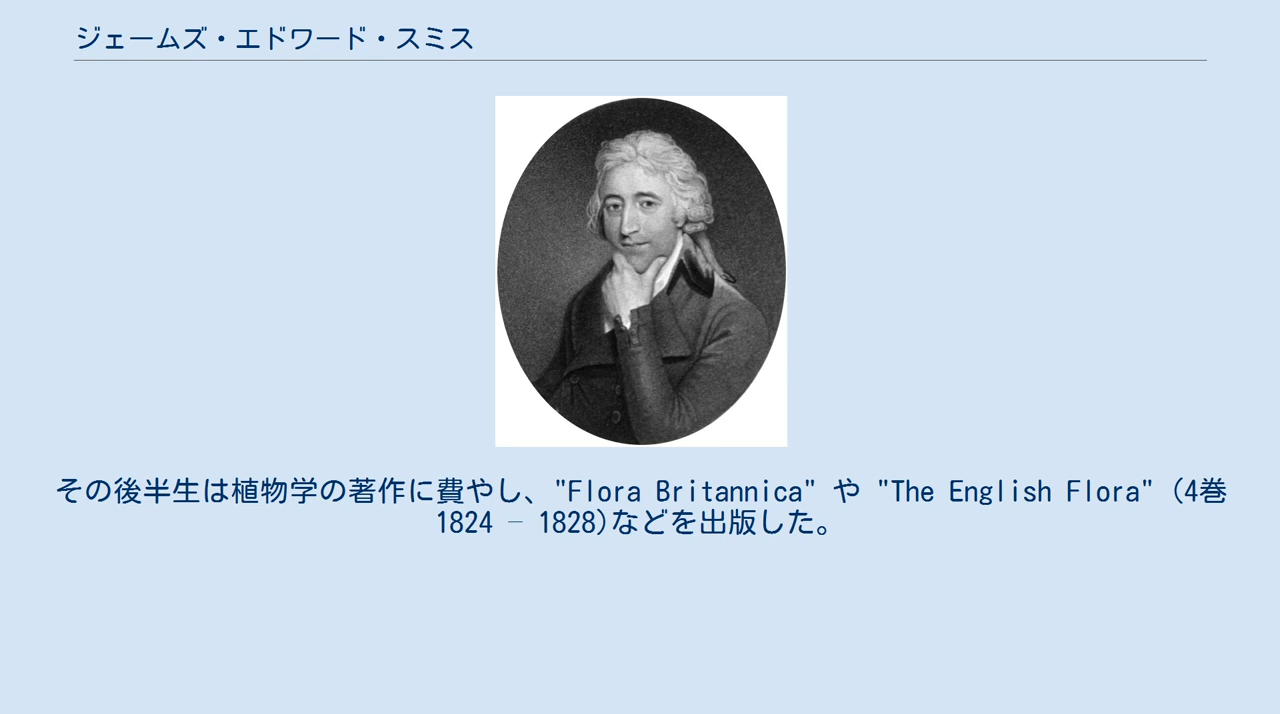 ジェームズ・エドワード・スミス
その後半生は植物学の著作に費やし、"Flora Britannica" や "The English Flora" (4巻
1824 – 1828)などを出版した。